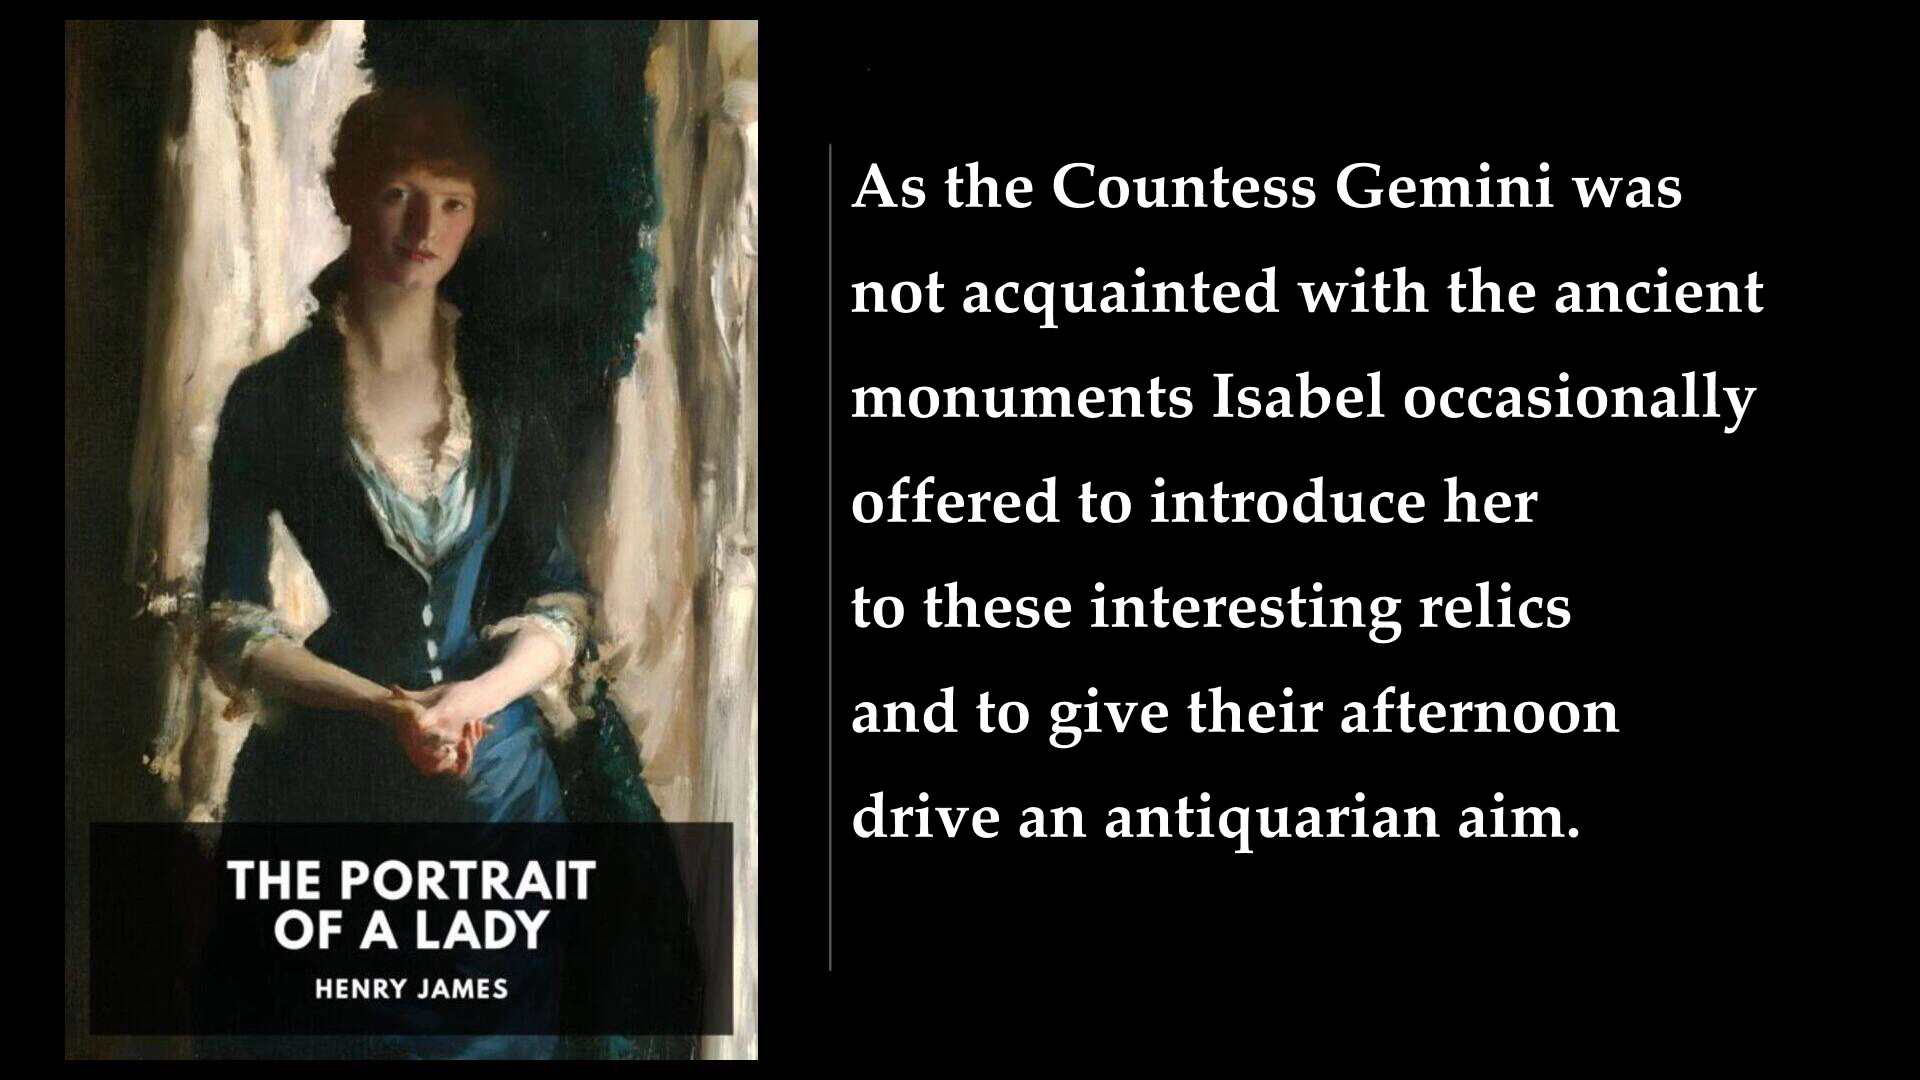 As the Countess Gemini was
not acquainted with the ancient
monuments Isabel occasionally
offered to introduce her
to these interesting relics
and to give their afternoon
drive an antiquarian aim.
THE PORTRAIT
OF A LADY
HENRY JAMES